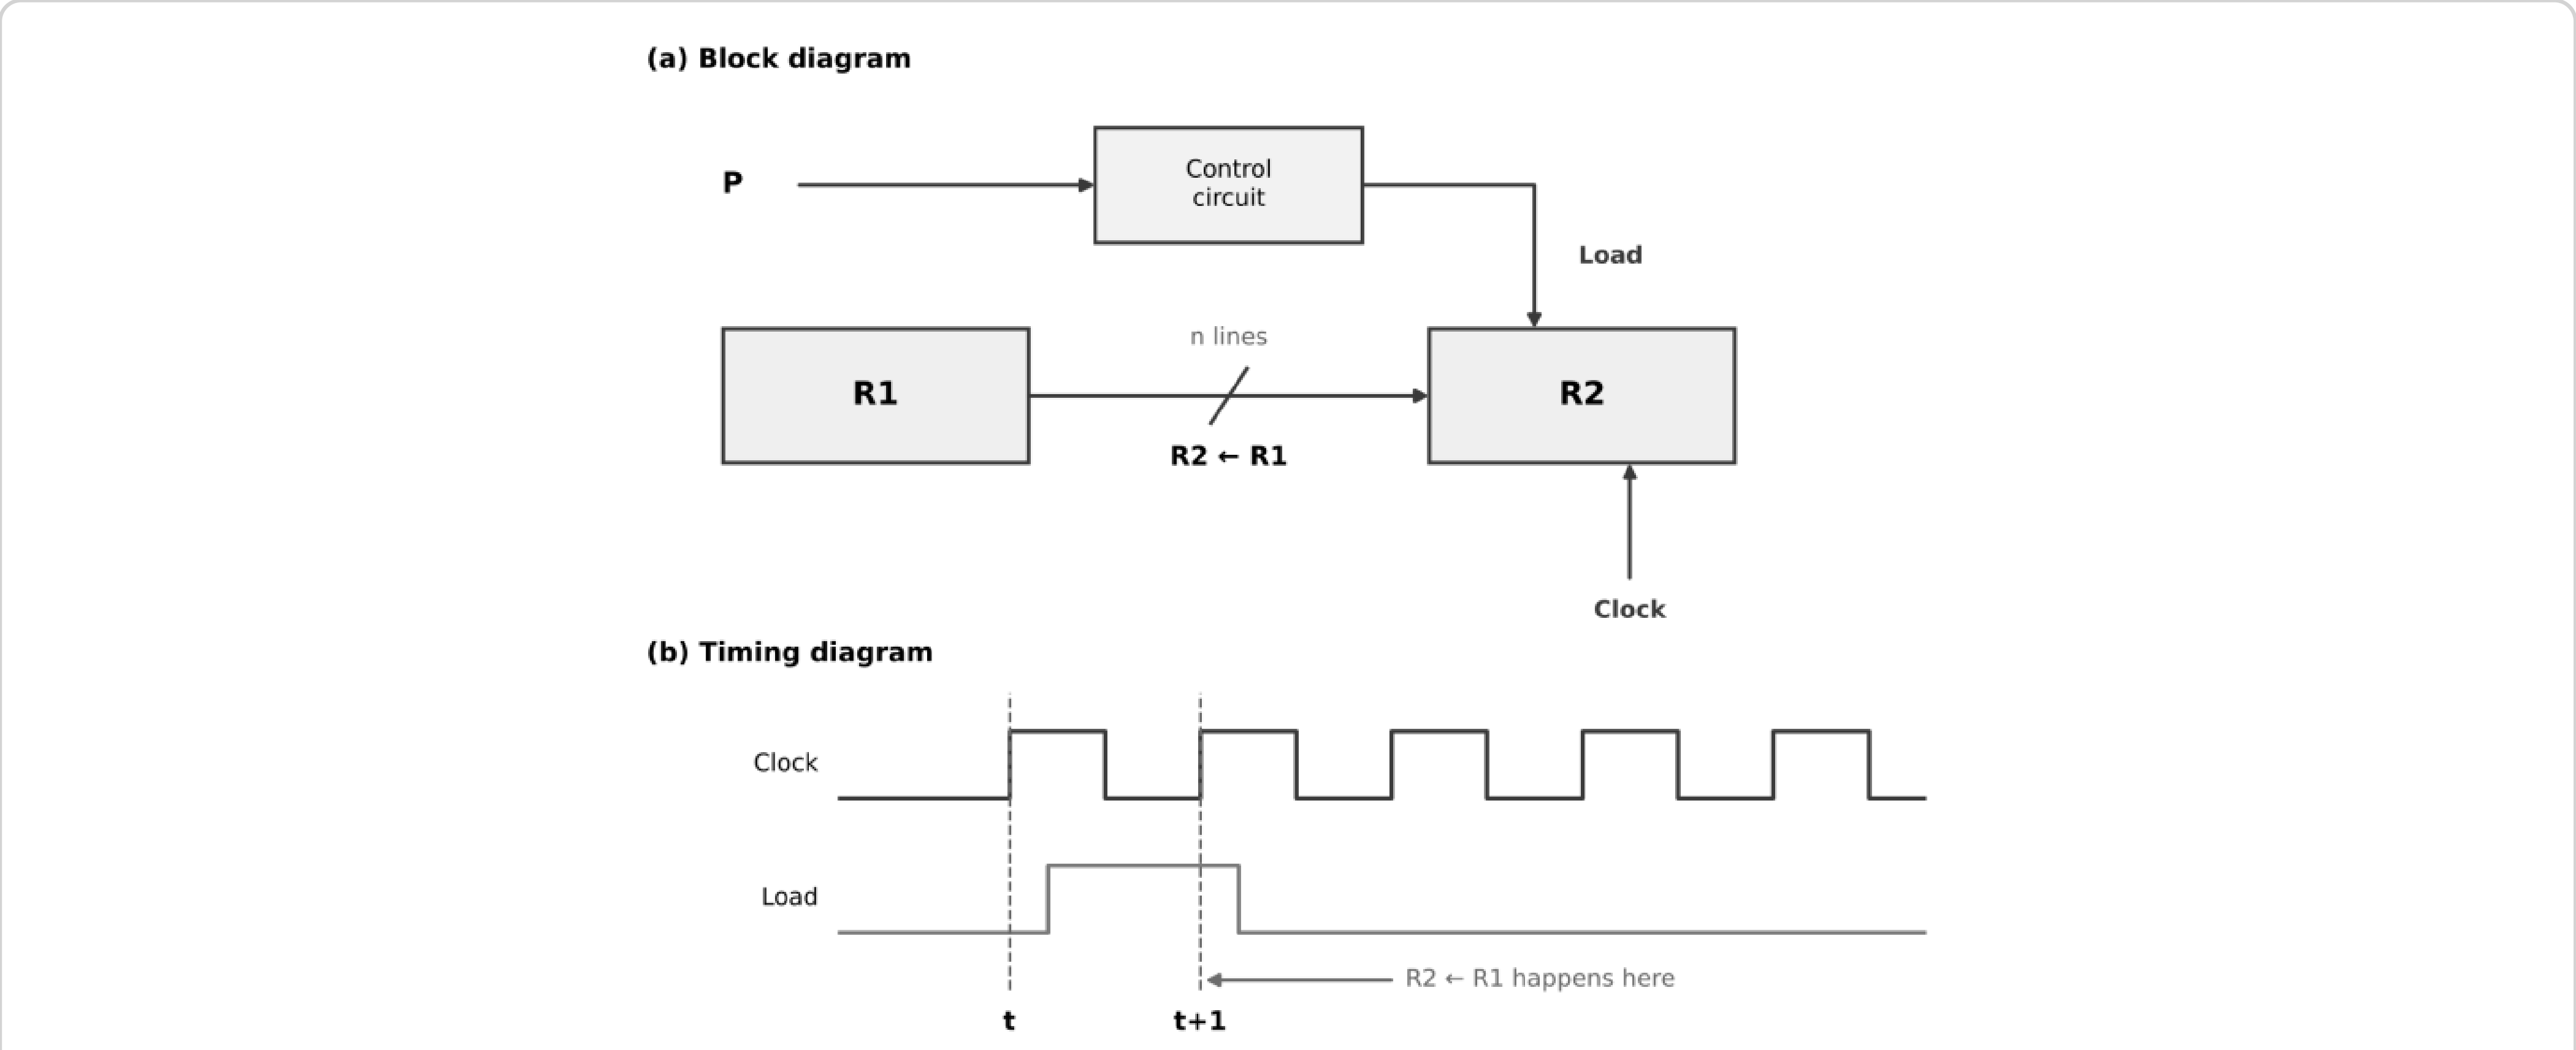 (a) Block diagram
P
Control
circuit
Load
n lines
R1
R2
R2 ← R1
Clock
(b) Timing diagram
Clock
Load
R2 ← R1 happens here
t
t+1